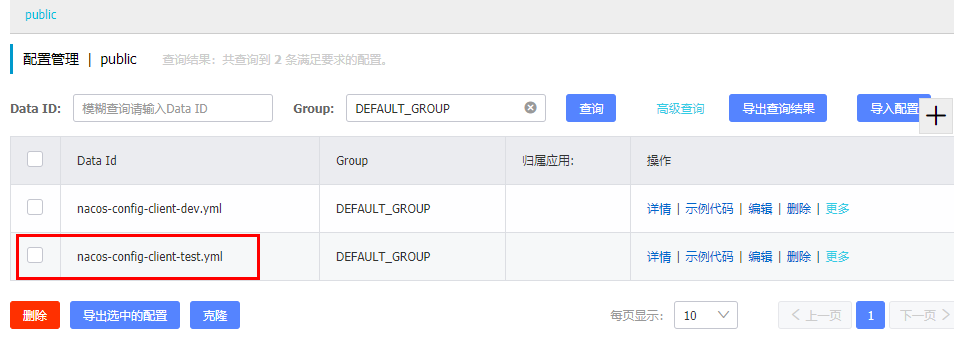 public
配置管理 | public 查询结果：共查询到 2 条满足要求的配置。
Data ID: 模糊查询请输入Data ID Group: DEFAULT_GROUP 查询 高级查询 导出查询结果 导入配置
Data Id Group 归属应用: 操作
nacos-config-client-dev.yml DEFAULT_GROUP 详情 | 示例代码 | 编辑 | 删除 | 更多
nacos-config-client-test.yml DEFAULT_GROUP 详情 | 示例代码 | 编辑 | 删除 | 更多
删除 导出选中的配置 克隆 每页显示: 10 < 上一页 1 下一页 >